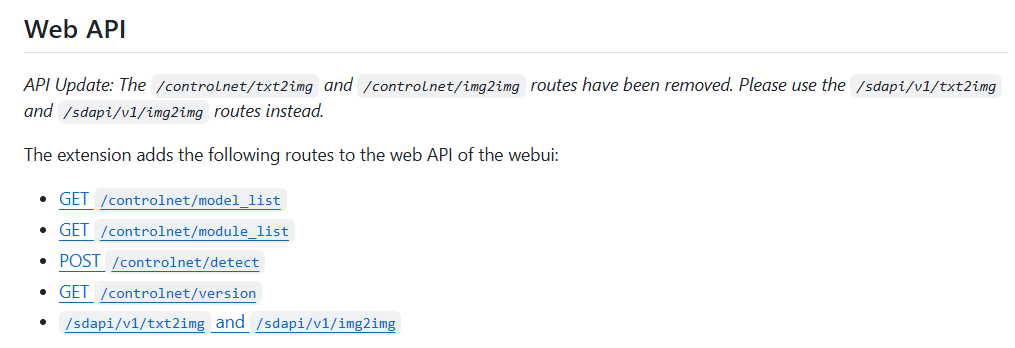 Web API
API Update: The /controlnet/txt2img and /controlnet/img2img routes have been removed. Please use the /sdapi/v1/txt2img
and /sdapi/v1/img2img routes instead.
The extension adds the following routes to the web API of the webui:
• GET /controlnet/model_list
• GET /controlnet/module_list
• POST /controlnet/detect
• GET /controlnet/version
• /sdapi/v1/txt2img and /sdapi/v1/img2img